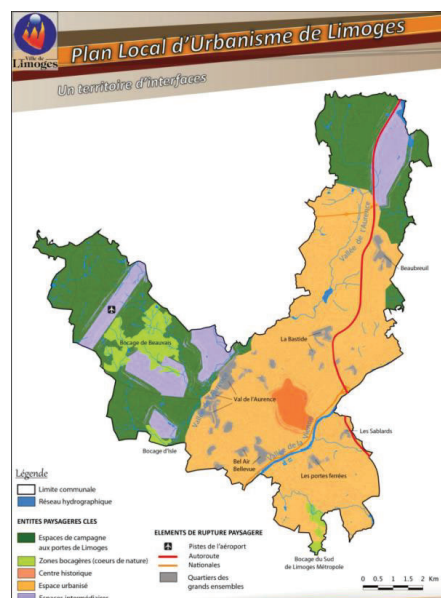 Ville de
Limoges
Plan Local d'Urbanisme de Limoges
Un territoire d'interfaces
Vallée de l'Aurence
Beaubreuil
La Bastide
Bocage de Beauvan
Val de l'Aurence
Les Sablards
Bocage d'Isle
Bel Air
Bellevue
Les portes ferrées
Bocage du Sud
de Limoges Métropole
Légende
Limite communale
Réseau hydrographique
ENTITES PAYSAGERES CLES
Espaces de campagne
aux portes de Limoges
Zones bocagères (coeurs de nature)
Centre historique
Espace urbanisé
Espaces intermédiaires
ELEMENTS DE RUPTURE PAYSAGERE
Pistes de l'aéroport
Autoroute
Nationales
Quartiers des
grands ensembles
0 0.5 1 1.5 2 Km